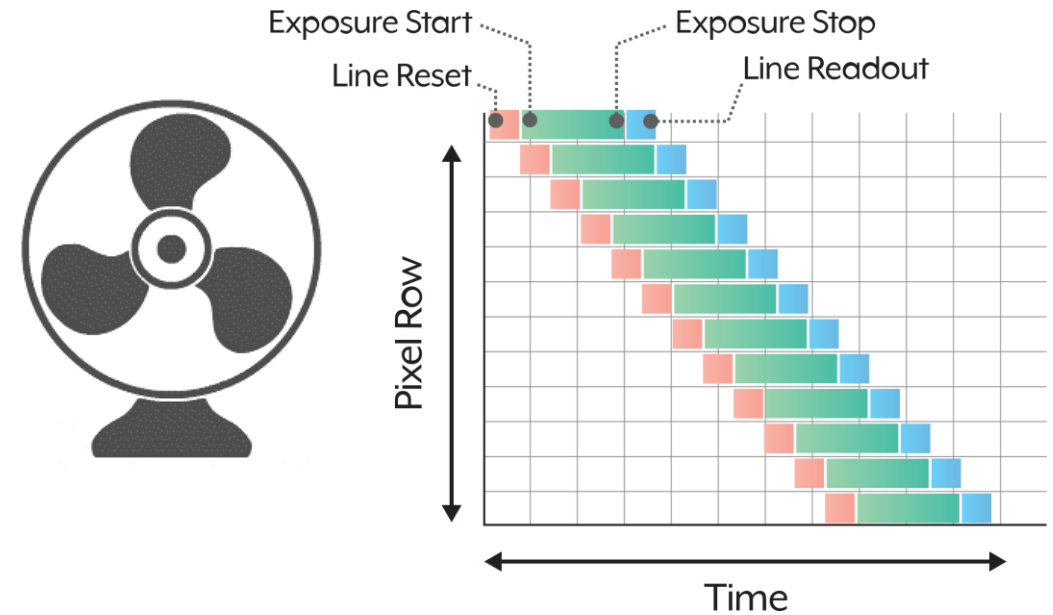 Exposure Start
Exposure Stop
Line Reset
Line Readout
Pixel Row
Time